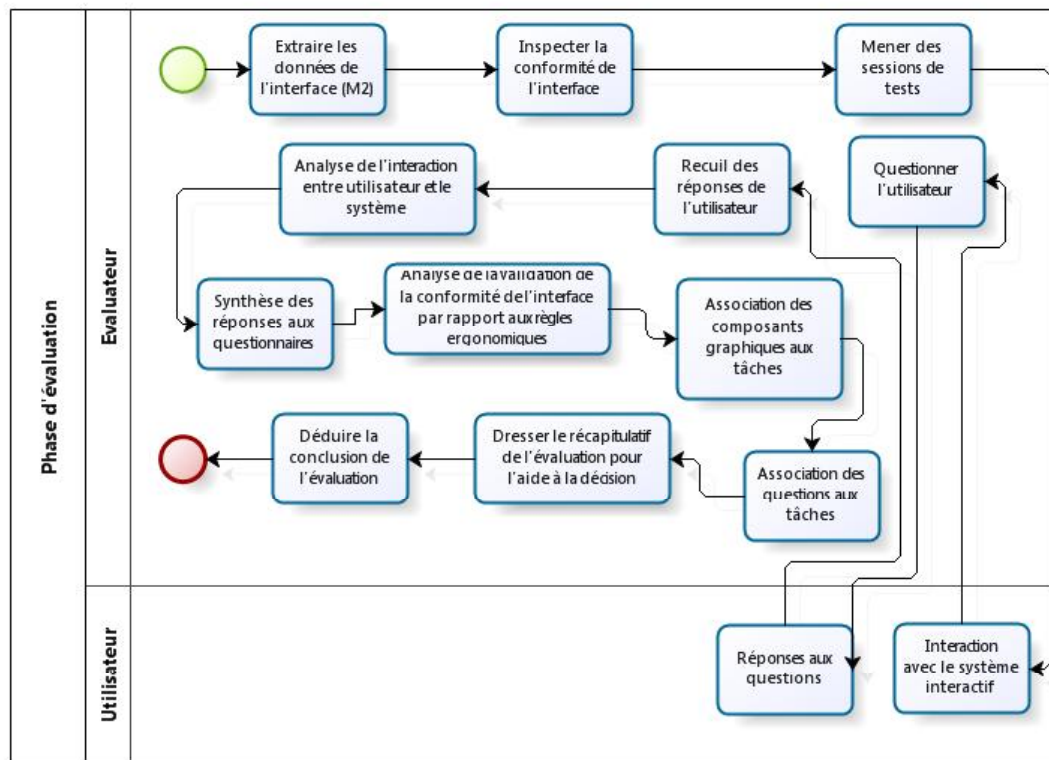 Phase d'évaluation
Evaluateur
Extraire les
données de
l'interface (M2)
Inspecter la
conformité de
l'interface
Mener des
sessions de
tests
Questionner
l'utilisateur
Recuil des
réponses de
l'utilisateur
Analyse de l'interaction
entre utilisateur et le
système
Synthèse des
réponses aux
questionnaires
Analyse de la validation de
la conformité de l'interface
par rapport aux règles
ergonomiques
Association des
composants
graphiques aux
tâches
Association des
questions aux
tâches
Dresser le récapitulatif
de l'évaluation pour
l'aide à la décision
Déduire la
conclusion de
l'évaluation
Utilisateur
Réponses aux
questions
Interaction
avec le système
interactif